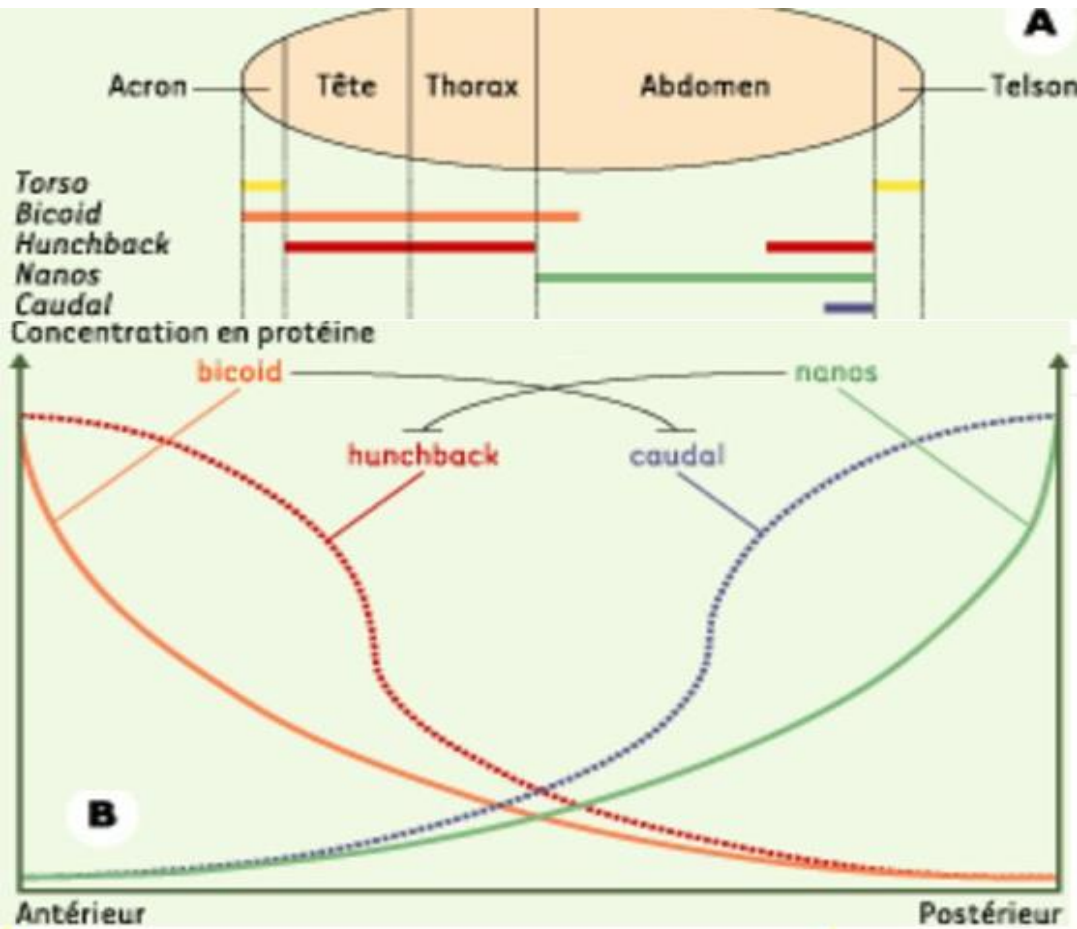 A
Acron Tête Thorax Abdomen Telson
Torso
Bicoid
Hunchback
Nanos
Caudal
Concentration en protéine
bicoid nanos
hunchback caudal
B
Antérieur Postérieur